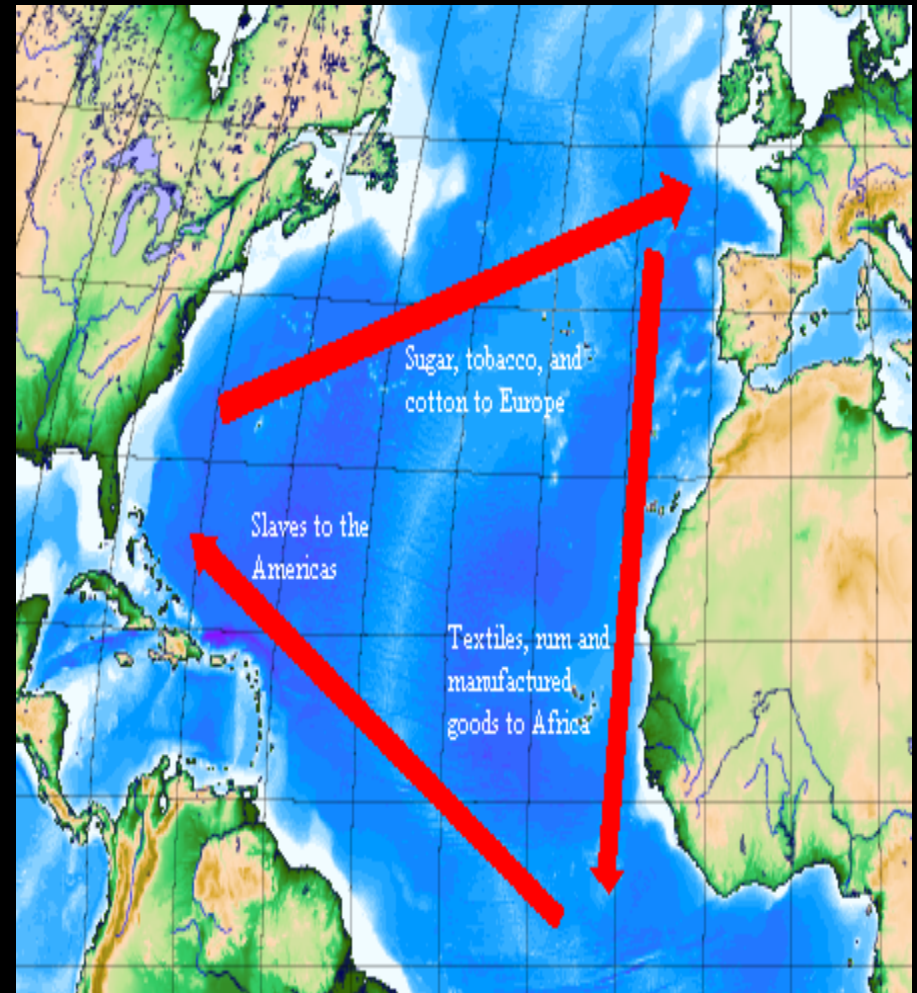 Sugar, tobacco, and
cotton to Europe
Slaves to the
Americas
Textiles, rum and
manufactured
goods to Africa